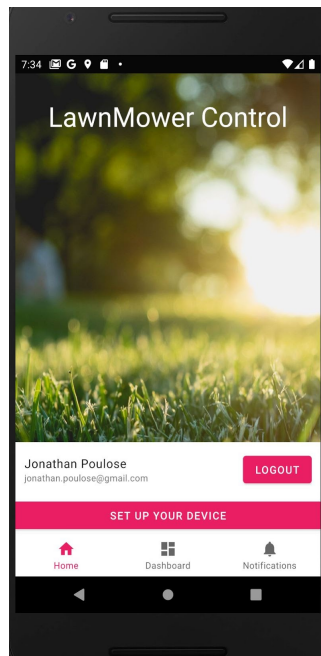 7:34
LawnMower Control
Jonathan Poulose
jonathan.poulose@gmail.com
LOGOUT
SET UP YOUR DEVICE
Home
Dashboard
Notifications